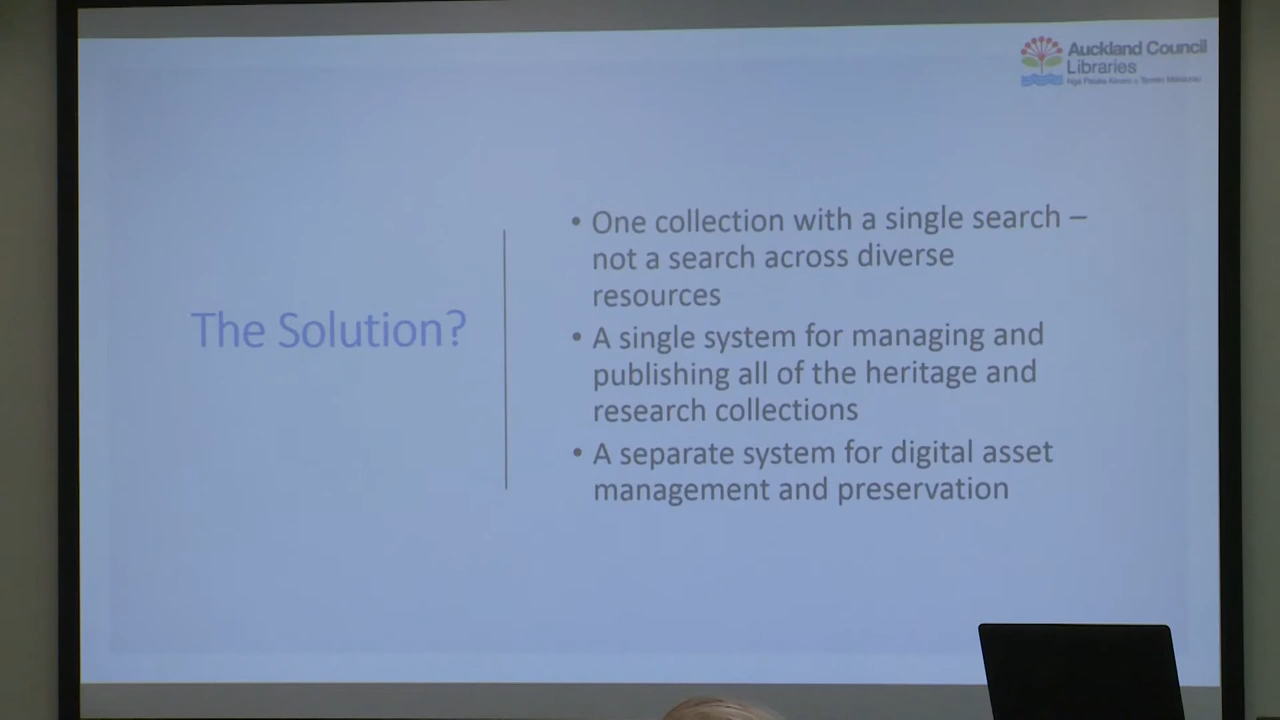 Auckland Council
Libraries
The Solution?
• One collection with a single search –
not a search across diverse
resources
• A single system for managing and
publishing all of the heritage and
research collections
• A separate system for digital asset
management and preservation